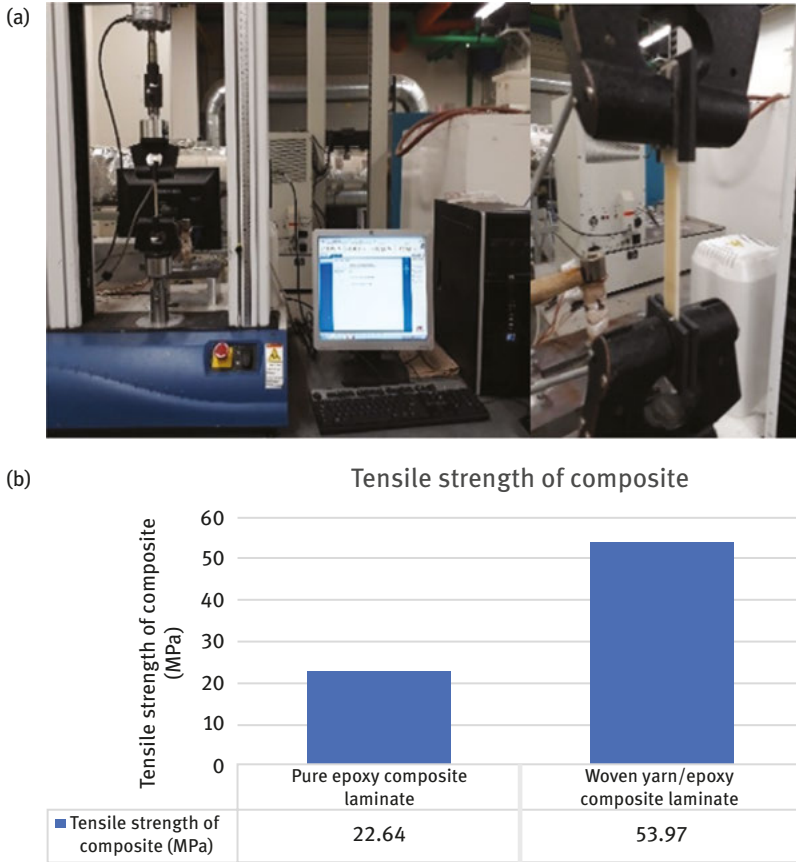 (a)
(b)
Tensile strength of composite
Tensile strength of composite
(MPa)
60
50
40
30
20
10
0
Pure epoxy composite
laminate
Woven yarn/epoxy
composite laminate
Tensile strength of
composite (MPa)
22.64
53.97